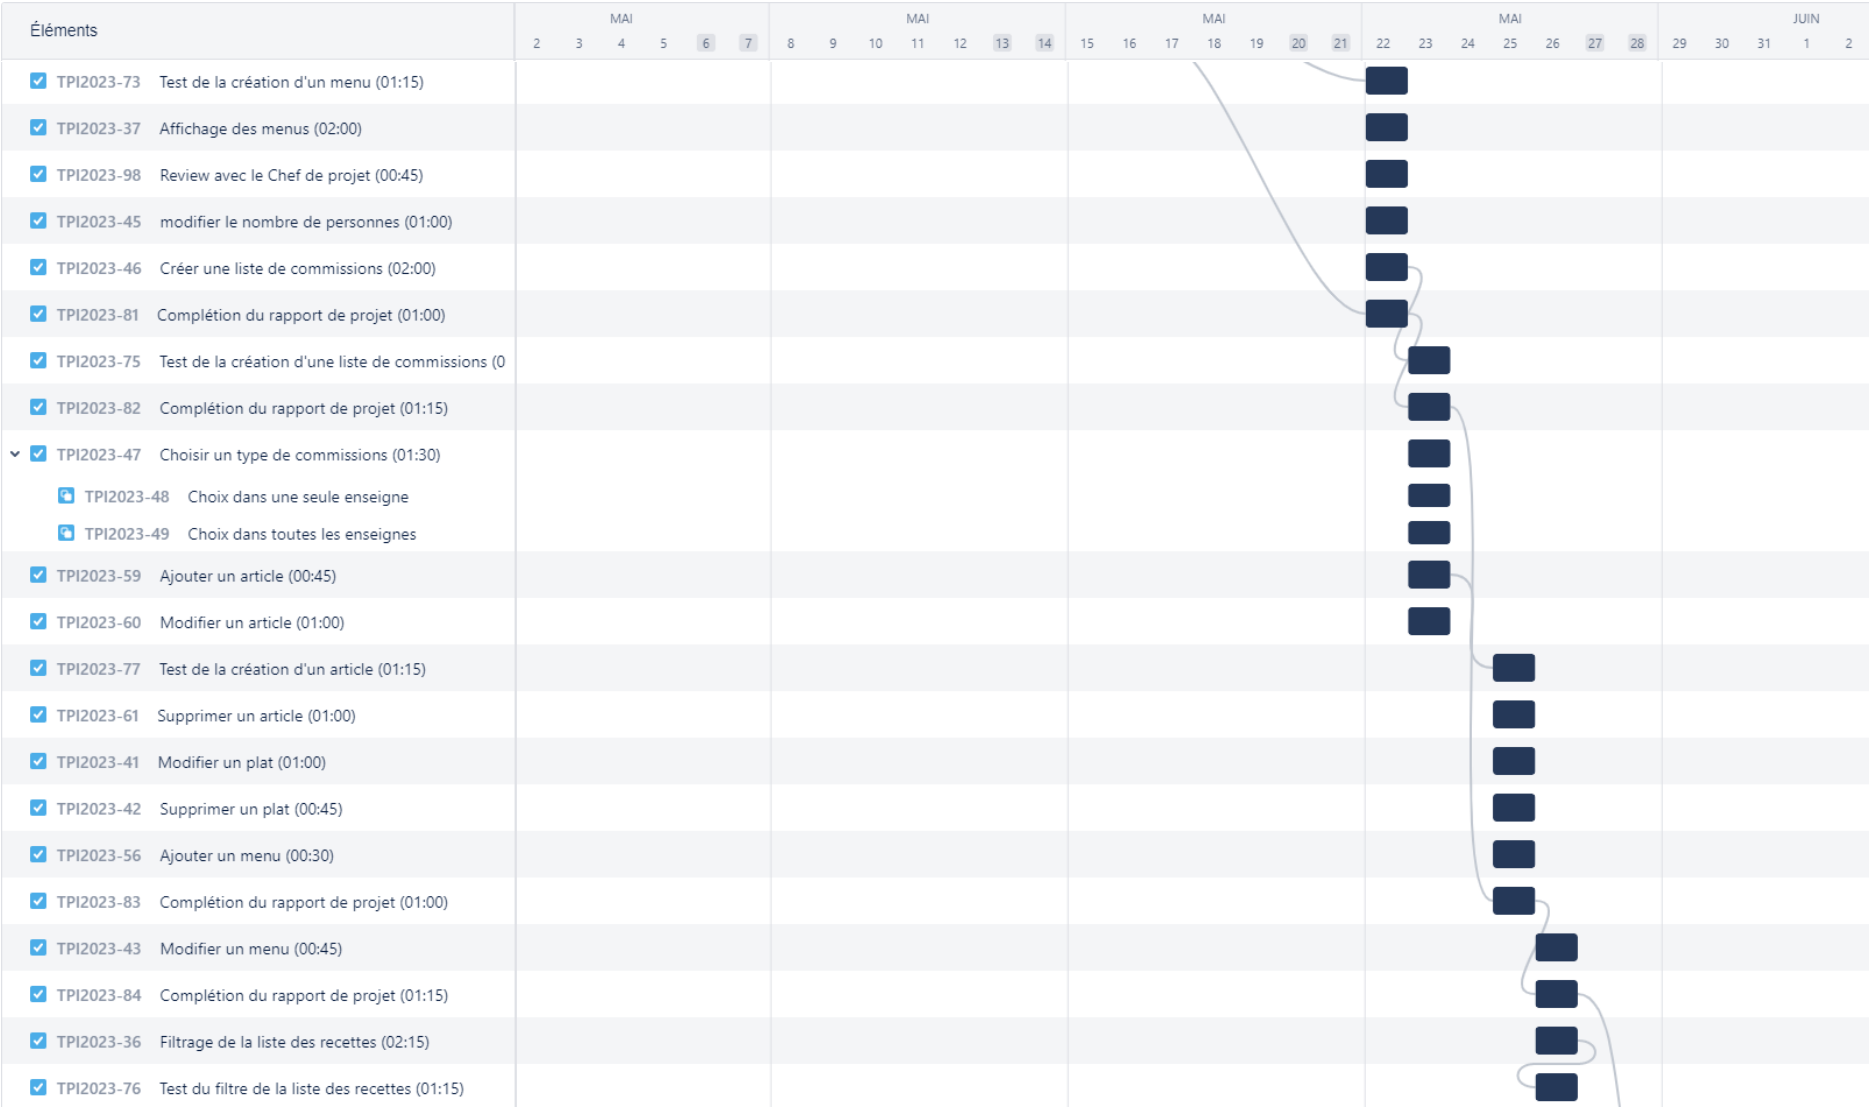 Éléments
MAI MAI MAI MAI JUIN
2 3 4 5 6 7 8 9 10 11 12 13 14 15 16 17 18 19 20 21 22 23 24 25 26 27 28 29 30 31 1 2
TPI2023-73 Test de la création d'un menu (01:15)
TPI2023-37 Affichage des menus (02:00)
TPI2023-98 Review avec le Chef de projet (00:45)
TPI2023-45 modifier le nombre de personnes (01:00)
TPI2023-46 Créer une liste de commissions (02:00)
TPI2023-81 Complétion du rapport de projet (01:00)
TPI2023-75 Test de la création d'une liste de commissions (0
TPI2023-82 Complétion du rapport de projet (01:15)
TPI2023-47 Choisir un type de commissions (01:30)
TPI2023-48 Choix dans une seule enseigne
TPI2023-49 Choix dans toutes les enseignes
TPI2023-59 Ajouter un article (00:45)
TPI2023-60 Modifier un article (01:00)
TPI2023-77 Test de la création d'un article (01:15)
TPI2023-61 Supprimer un article (01:00)
TPI2023-41 Modifier un plat (01:00)
TPI2023-42 Supprimer un plat (00:45)
TPI2023-56 Ajouter un menu (00:30)
TPI2023-83 Complétion du rapport de projet (01:00)
TPI2023-43 Modifier un menu (00:45)
TPI2023-84 Complétion du rapport de projet (01:15)
TPI2023-36 Filtrage de la liste des recettes (02:15)
TPI2023-76 Test du filtre de la liste des recettes (01:15)